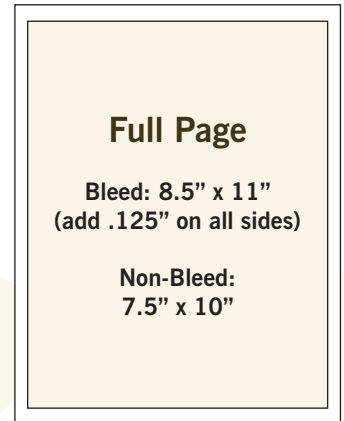 Full Page
Bleed: 8.5” x 11”
(add .125” on all sides)
Non-Bleed:
7.5” x 10”